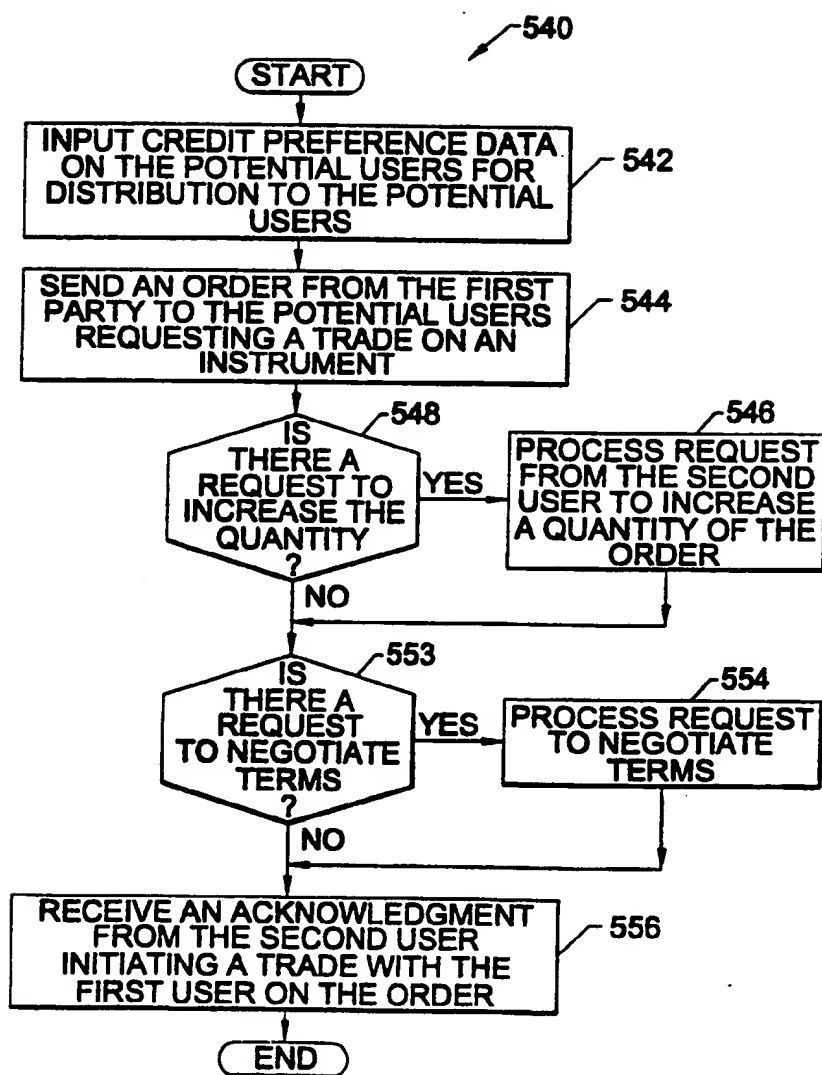 540
START
INPUT CREDIT PREFERENCE DATA
ON THE POTENTIAL USERS FOR
DISTRIBUTION TO THE POTENTIAL
USERS
542
SEND AN ORDER FROM THE FIRST
PARTY TO THE POTENTIAL USERS
REQUESTING A TRADE ON AN
INSTRUMENT
544
IS
THERE A
REQUEST TO
INCREASE THE
QUANTITY
?
548
YES
NO
546
PROCESS REQUEST
FROM THE SECOND
USER TO INCREASE
A QUANTITY OF THE
ORDER
IS
THERE A
REQUEST
TO NEGOTIATE
TERMS
?
553
YES
NO
554
PROCESS REQUEST
TO NEGOTIATE
TERMS
RECEIVE AN ACKNOWLEDGMENT
FROM THE SECOND USER
INITIATING A TRADE WITH THE
FIRST USER ON THE ORDER
556
END